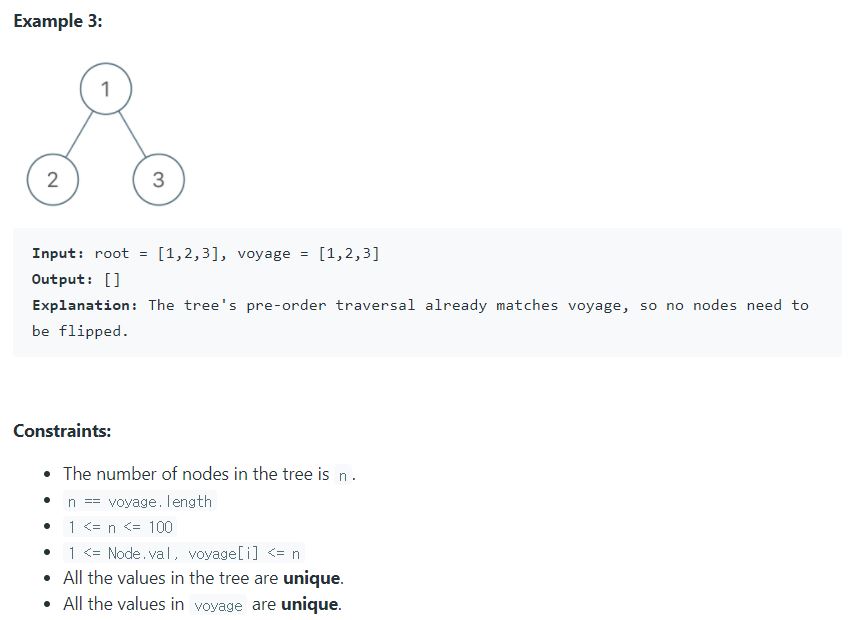 Example 3:
1
2
3
Input: root = [1,2,3], voyage = [1,2,3]
Output: []
Explanation: The tree's pre-order traversal already matches voyage, so no nodes need to
be flipped.
Constraints:
• The number of nodes in the tree is n.
• n == voyage.length
• 1 <= n <= 100
• 1 <= Node.val, voyage[i] <= n
• All the values in the tree are unique.
• All the values in voyage are unique.